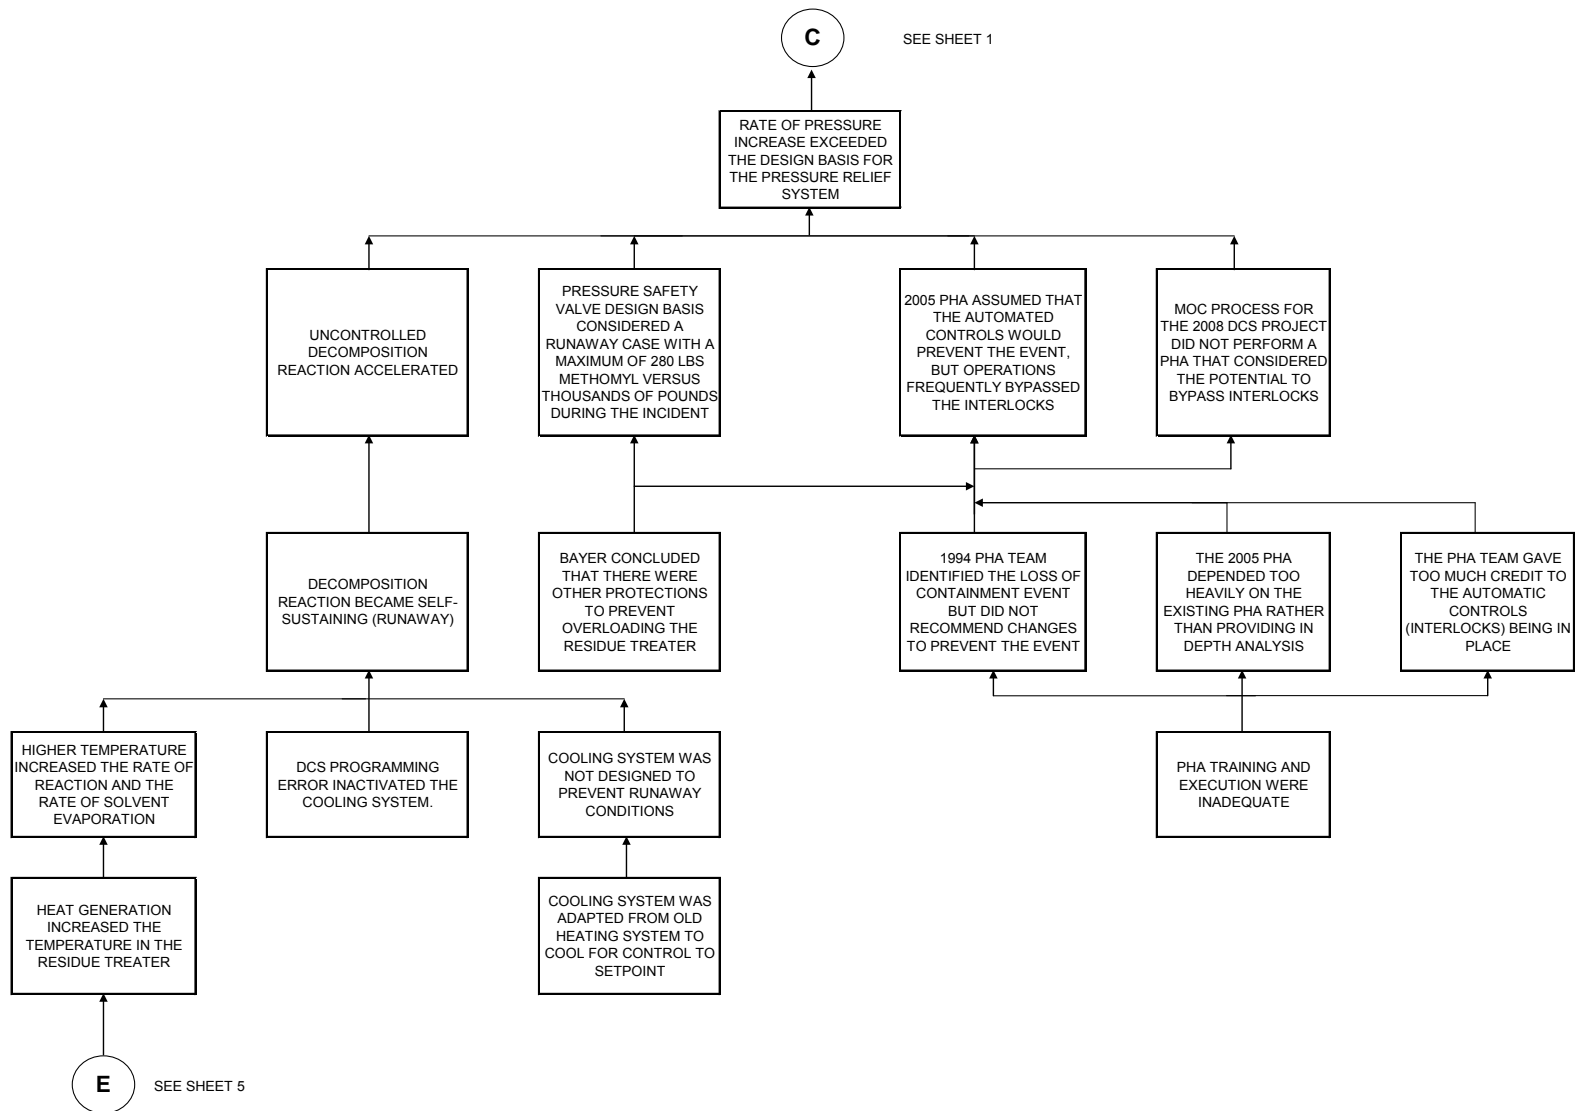 C
SEE SHEET 1
RATE OF PRESSURE
INCREASE EXCEEDED
THE DESIGN BASIS FOR
THE PRESSURE RELIEF
SYSTEM
UNCONTROLLED
DECOMPOSITION
REACTION ACCELERATED
PRESSURE SAFETY
VALVE DESIGN BASIS
CONSIDERED A
RUNAWAY CASE WITH A
MAXIMUM OF 280 LBS
METHOMYL VERSUS
THOUSANDS OF POUNDS
DURING THE INCIDENT
2005 PHA ASSUMED THAT
THE AUTOMATED
CONTROLS WOULD
PREVENT THE EVENT,
BUT OPERATIONS
FREQUENTLY BYPASSED
THE INTERLOCKS
MOC PROCESS FOR
THE 2008 DCS PROJECT
DID NOT PERFORM A
PHA THAT CONSIDERED
THE POTENTIAL TO
BYPASS INTERLOCKS
DECOMPOSITION
REACTION BECAME SELF-
SUSTAINING (RUNAWAY)
BAYER CONCLUDED
THAT THERE WERE
OTHER PROTECTIONS
TO PREVENT
OVERLOADING THE
RESIDUE TREATER
1994 PHA TEAM
IDENTIFIED THE LOSS OF
CONTAINMENT EVENT
BUT DID NOT
RECOMMEND CHANGES
TO PREVENT THE EVENT
THE 2005 PHA
DEPENDED TOO
HEAVILY ON THE
EXISTING PHA RATHER
THAN PROVIDING IN
DEPTH ANALYSIS
THE PHA TEAM GAVE
TOO MUCH CREDIT TO
THE AUTOMATIC
CONTROLS
(INTERLOCKS) BEING IN
PLACE
HIGHER TEMPERATURE
INCREASED THE RATE OF
REACTION AND THE
RATE OF SOLVENT
EVAPORATION
DCS PROGRAMMING
ERROR INACTIVATED THE
COOLING SYSTEM.
COOLING SYSTEM WAS
NOT DESIGNED TO
PREVENT RUNAWAY
CONDITIONS
PHA TRAINING AND
EXECUTION WERE
INADEQUATE
HEAT GENERATION
INCREASED THE
TEMPERATURE IN THE
RESIDUE TREATER
COOLING SYSTEM WAS
ADAPTED FROM OLD
HEATING SYSTEM TO
COOL FOR CONTROL TO
SETPOINT
E
SEE SHEET 5